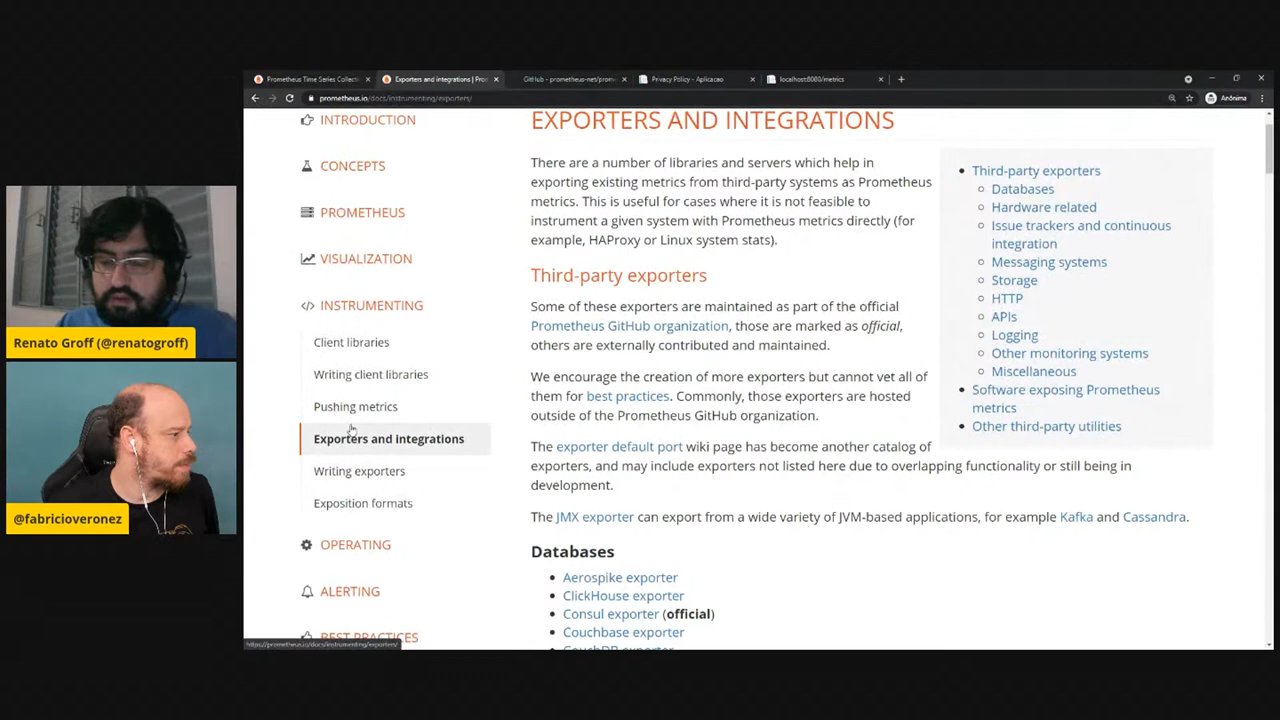 Prometheus Time Series Collecti
Exporters and integrations | Pro
GitHub - prometheus-net/prom
Privacy Policy - Aplicacao
localhost:8080/metrics
prometheus.io/docs/instrumenting/exporters/
Anônima
INTRODUCTION
CONCEPTS
PROMETHEUS
VISUALIZATION
INSTRUMENTING
Client libraries
Writing client libraries
Pushing metrics
Exporters and integrations
Writing exporters
Exposition formats
OPERATING
ALERTING
BEST PRACTICES
EXPORTERS AND INTEGRATIONS
There are a number of libraries and servers which help in
exporting existing metrics from third-party systems as Prometheus
metrics. This is useful for cases where it is not feasible to
instrument a given system with Prometheus metrics directly (for
example, HAProxy or Linux system stats).
Third-party exporters
Some of these exporters are maintained as part of the official
Prometheus GitHub organization, those are marked as official,
others are externally contributed and maintained.
We encourage the creation of more exporters but cannot vet all of
them for best practices. Commonly, those exporters are hosted
outside of the Prometheus GitHub organization.
The exporter default port wiki page has become another catalog of
exporters, and may include exporters not listed here due to overlapping functionality or still being in
development.
The JMX exporter can export from a wide variety of JVM-based applications, for example Kafka and Cassandra.
Databases
Aerospike exporter
ClickHouse exporter
Consul exporter (official)
Couchbase exporter
CouchDB exporter
Third-party exporters
Databases
Hardware related
Issue trackers and continuous
integration
Messaging systems
Storage
HTTP
APIs
Logging
Other monitoring systems
Miscellaneous
Software exposing Prometheus
metrics
Other third-party utilities
https://prometheus.io/docs/instrumenting/exporters/
Renato Groff (@renatogroff)
@fabricioveronez